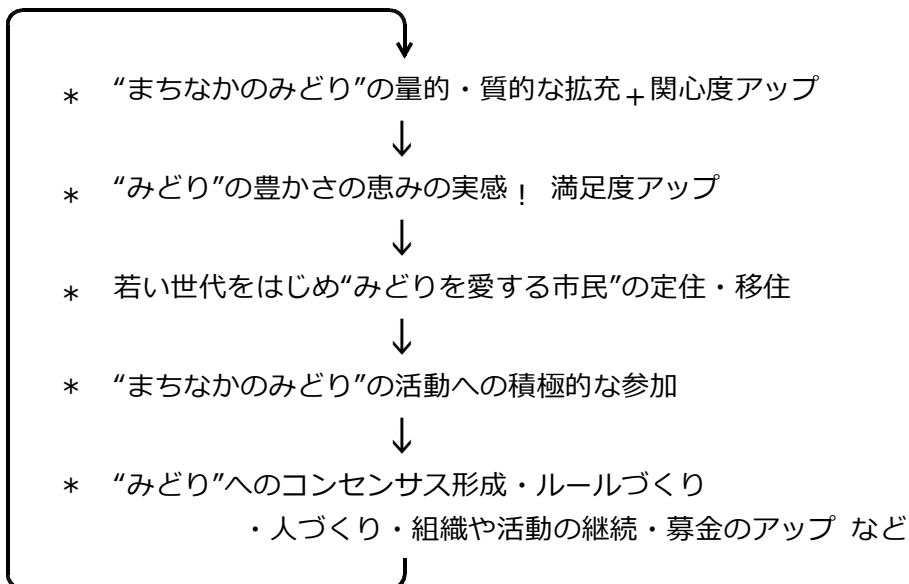 * “まちなかのみどり”の量的・質的な拡充+関心度アップ
↓
* “みどり”の豊かさの恵みの実感! 満足度アップ
↓
* 若い世代をはじめ“みどりを愛する市民”の定住・移住
↓
* “まちなかのみどり”の活動への積極的な参加
↓
* “みどり”へのコンセンサス形成・ルールづくり
・人づくり・組織や活動の継続・募金のアップ など